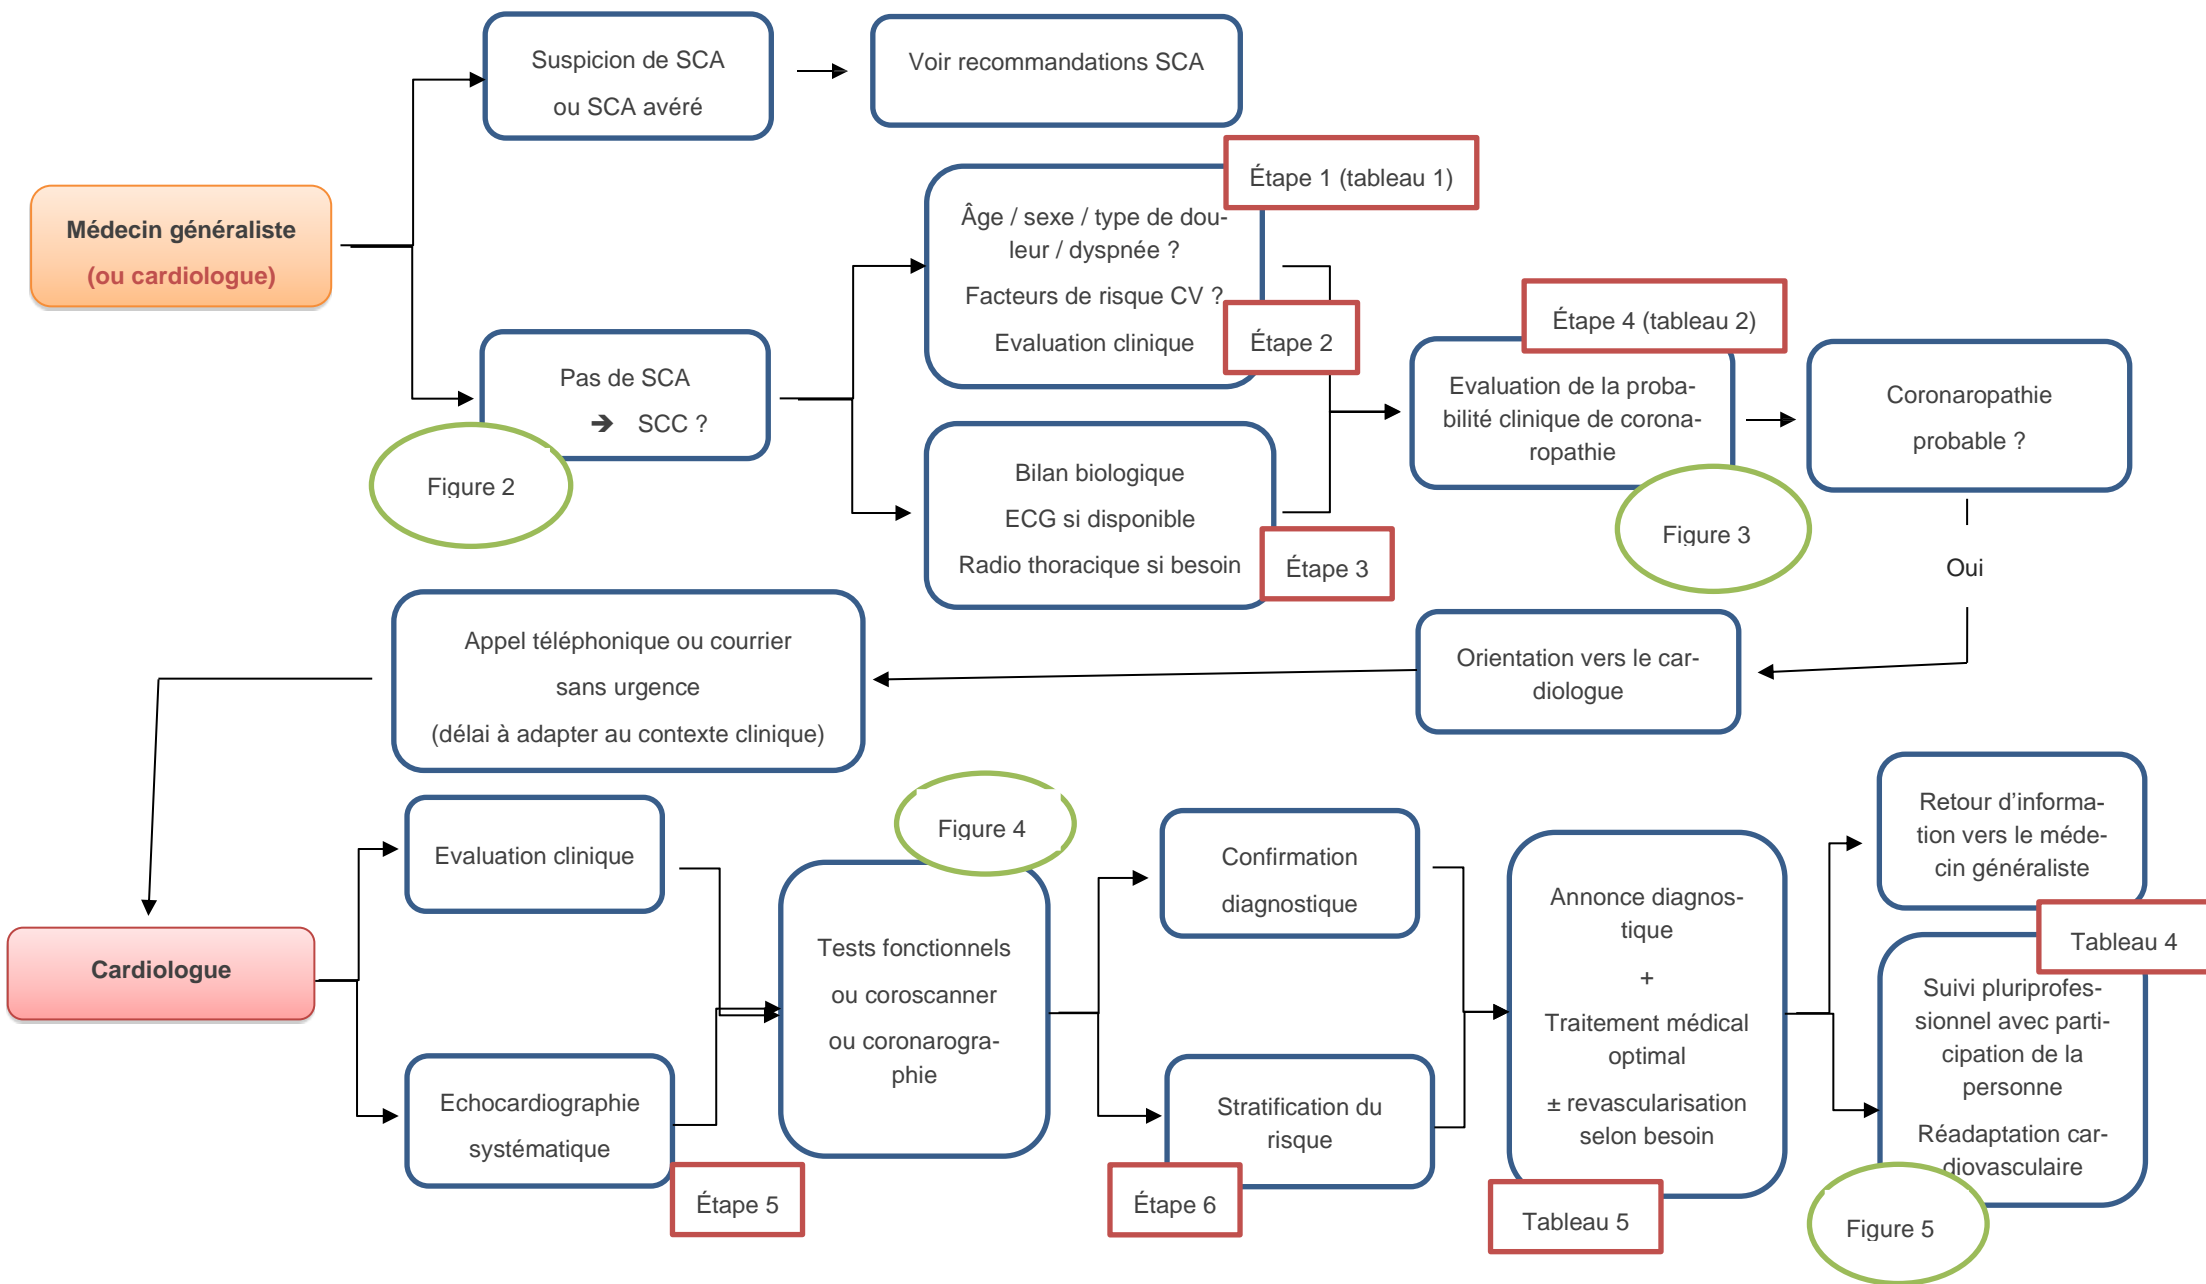 Suspicion de SCA
ou SCA avéré
Voir recommandations SCA
Médecin généraliste
(ou cardiologue)
Étape 1 (tableau 1)
Âge / sexe / type de dou-
leur / dyspnée ?
Facteurs de risque CV ?
Evaluation clinique
Étape 2
Pas de SCA
➔ SCC ?
Figure 2
Bilan biologique
ECG si disponible
Radio thoracique si besoin
Étape 3
Étape 4 (tableau 2)
Evaluation de la proba-
bilité clinique de corona-
ropathie
Figure 3
Coronaropathie
probable ?
Oui
Orientation vers le car-
diologue
Appel téléphonique ou courrier
sans urgence
(délai à adapter au contexte clinique)
Cardiologue
Evaluation clinique
Echocardiographie
systématique
Étape 5
Figure 4
Tests fonctionnels
ou coroscanner
ou coronarogra-
phie
Confirmation
diagnostique
Stratification du
risque
Étape 6
Annonce diagnos-
tique
+
Traitement médical
optimal
± revascularisation
selon besoin
Tableau 5
Retour d’informa-
tion vers le méde-
cin généraliste
Tableau 4
Suivi pluriprofes-
sionnel avec parti-
cipation de la
personne
Réadaptation car-
diovasculaire
Figure 5